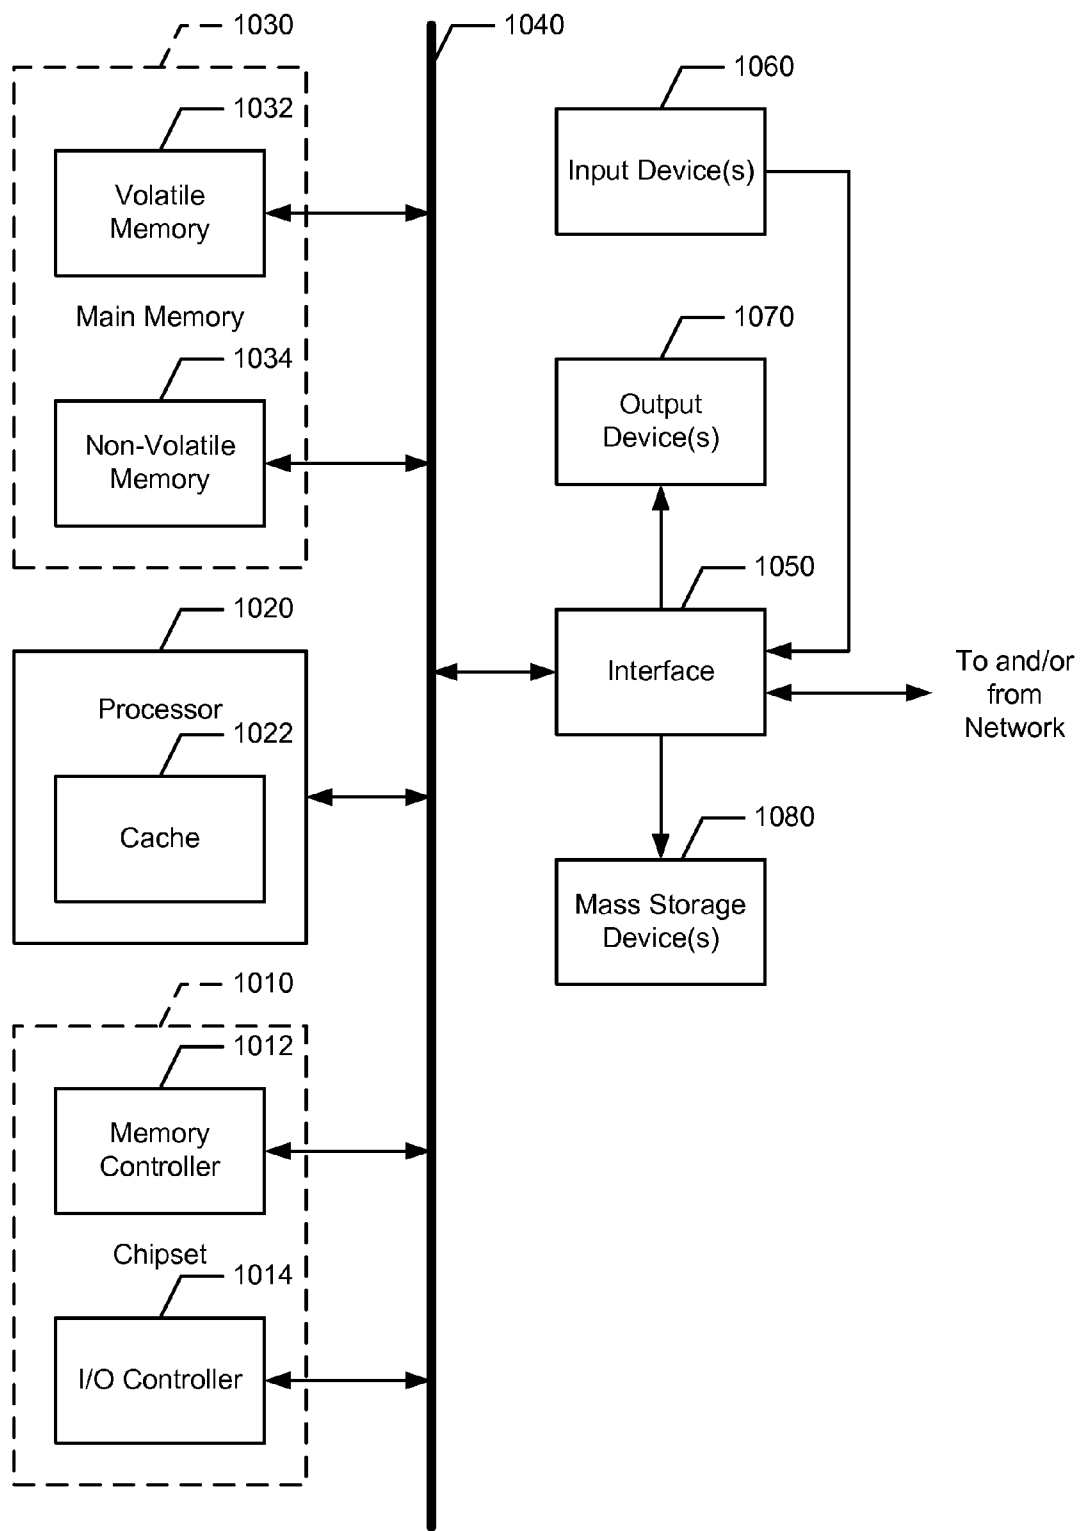 1030
1032
Volatile
Memory
Main Memory
1034
Non-Volatile
Memory
1020
Processor
1022
Cache
1010
1012
Memory
Controller
Chipset
1014
I/O Controller
1040
1060
Input Device(s)
1070
Output
Device(s)
1050
Interface
To and/or
from
Network
1080
Mass Storage
Device(s)